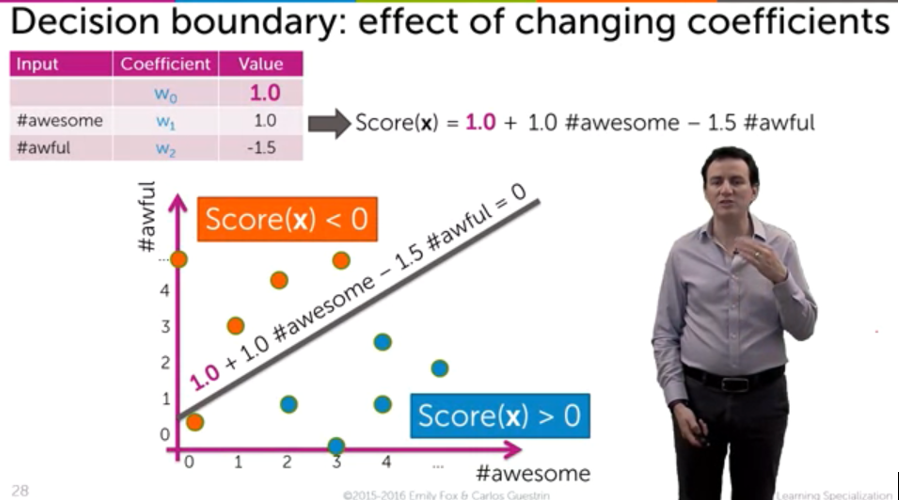 Decision boundary: effect of changing coefficients
Input Coefficient Value
w₀ 1.0
#awesome w₁ 1.0
#awful w₂ -1.5
Score(x) = 1.0 + 1.0 #awesome – 1.5 #awful
#awful
Score(x) < 0
1.0 + 1.0 #awesome – 1.5 #awful = 0
...
4
3
2
1
0
Score(x) > 0
0 1 2 3 4 ...
#awesome
28
©2015-2016 Emily Fox & Carlos Guestrin
Learning Specialization